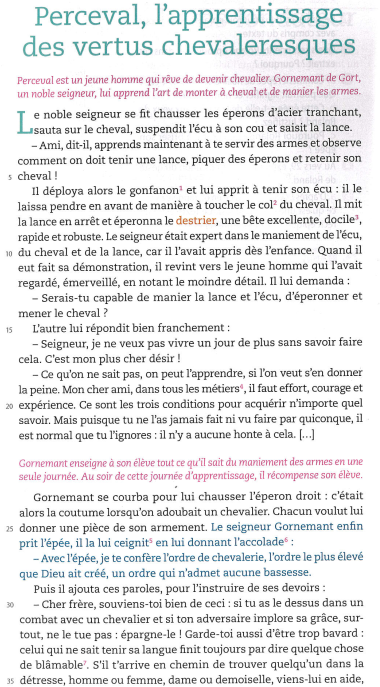 Perceval, l'apprentissage
des vertus chevaleresques
Perceval est un jeune homme qui rêve de devenir chevalier. Gornemant de Gort,
un noble seigneur, lui apprend l'art de monter à cheval et de manier les armes.
Le noble seigneur se fit chausser les éperons d'acier tranchant,
sauta sur le cheval, suspendit l'écu à son cou et saisit la lance.
– Ami, dit-il, apprends maintenant à te servir des armes et observe
comment on doit tenir une lance, piquer des éperons et retenir son
5 cheval !
Il déploya alors le gonfanon¹ et lui apprit à tenir son écu : il le
laissa pendre en avant de manière à toucher le col² du cheval. Il mit
la lance en arrêt et éperonna le destrier, une bête excellente, docile³,
rapide et robuste. Le seigneur était expert dans le maniement de l'écu,
10 du cheval et de la lance, car il l'avait appris dès l'enfance. Quand il
eut fait sa démonstration, il revint vers le jeune homme qui l'avait
regardé, émerveillé, en notant le moindre détail. Il lui demanda :
– Serais-tu capable de manier la lance et l'écu, d'éperonner et
mener le cheval ?
15 L'autre lui répondit bien franchement :
– Seigneur, je ne veux pas vivre un jour de plus sans savoir faire
cela. C'est mon plus cher désir !
– Ce qu'on ne sait pas, on peut l'apprendre, si l'on veut s'en donner
la peine. Mon cher ami, dans tous les métiers⁴, il faut effort, courage et
20 expérience. Ce sont les trois conditions pour acquérir n'importe quel
savoir. Mais puisque tu ne l'as jamais fait ni vu faire par quiconque, il
est normal que tu l'ignores : il n'y a aucune honte à cela. [...]
Gornemant enseigne à son élève tout ce qu'il sait du maniement des armes en une
seule journée. Au soir de cette journée d'apprentissage, il récompense son élève.
Gornemant se courba pour lui chausser l'éperon droit : c'était
alors la coutume lorsqu'on adoubait un chevalier. Chacun voulut lui
25 donner une pièce de son armement. Le seigneur Gornemant enfin
prit l'épée, il la lui ceignit⁵ en lui donnant l'accolade⁶ :
– Avec l'épée, je te confère l'ordre de chevalerie, l'ordre le plus élevé
que Dieu ait créé, un ordre qui n'admet aucune bassesse.
Puis il ajouta ces paroles, pour l'instruire de ses devoirs :
30 – Cher frère, souviens-toi bien de ceci : si tu as le dessus dans un
combat avec un chevalier et si ton adversaire implore sa grâce, sur-
tout, ne le tue pas : épargne-le ! Garde-toi aussi d'être trop bavard :
celui qui ne sait tenir sa langue finit toujours par dire quelque chose
de blâmable⁷. S'il t'arrive en chemin de trouver quelqu'un dans la
35 détresse, homme ou femme, dame ou demoiselle, viens-lui en aide,